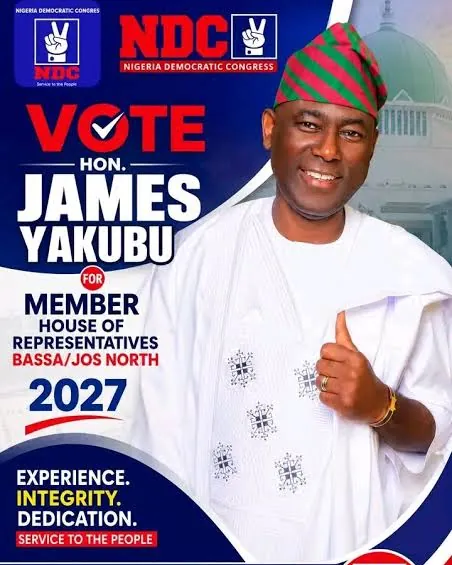 NIGERIA DEMOCRATIC CONGRESS
NDC
Service to the People
NDC
NIGERIA DEMOCRATIC CONGRESS
VOTE
HON.
JAMES
YAKUBU
FOR
MEMBER
HOUSE OF
REPRESENTATIVES
BASSA/JOS NORTH
2027
EXPERIENCE.
INTEGRITY.
DEDICATION.
SERVICE TO THE PEOPLE